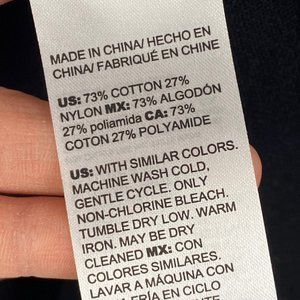 MADE IN CHINA/ HECHO EN
CHINA/ FABRIQUÉ EN CHINE
US: 73% COTTON 27%
NYLON MX: 73% ALGODÓN
27% poliamida CA: 73%
COTON 27% POLYAMIDE
US: WITH SIMILAR COLORS.
MACHINE WASH COLD,
GENTLE CYCLE. ONLY
NON-CHLORINE BLEACH.
TUMBLE DRY LOW. WARM
IRON. MAY BE DRY
CLEANED MX: CON
COLORES SIMILARES.
LAVAR A MÁQUINA CON
EN CICLO